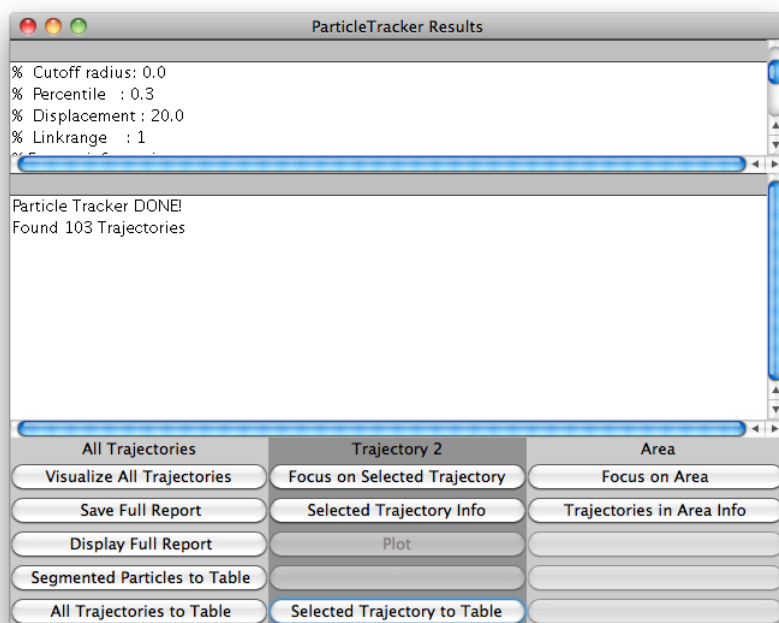 ParticleTracker Results
% Cutoff radius: 0.0
% Percentile : 0.3
% Displacement : 20.0
% Linkrange : 1
Particle Tracker DONE!
Found 103 Trajectories
All Trajectories Trajectory 2 Area
Visualize All Trajectories Focus on Selected Trajectory Focus on Area
Save Full Report Selected Trajectory Info Trajectories in Area Info
Display Full Report Plot
Segmented Particles to Table
All Trajectories to Table Selected Trajectory to Table